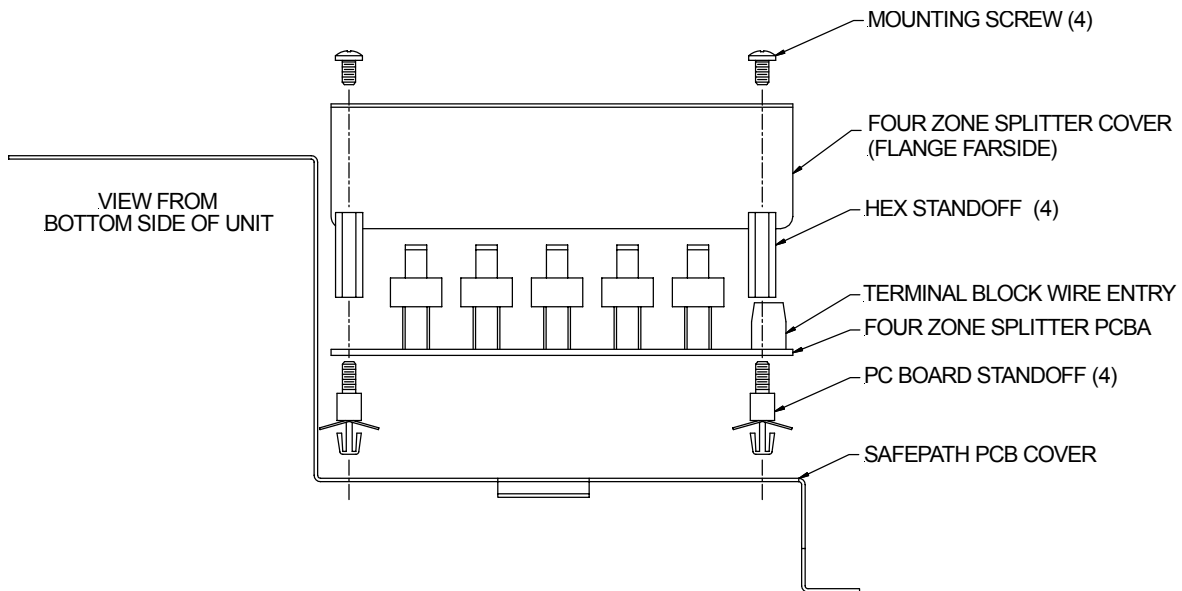 MOUNTING SCREW (4)
FOUR ZONE SPLITTER COVER
(FLANGE FARSIDE)
VIEW FROM
BOTTOM SIDE OF UNIT
HEX STANDOFF (4)
TERMINAL BLOCK WIRE ENTRY
FOUR ZONE SPLITTER PCBA
PC BOARD STANDOFF (4)
SAFEPATH PCB COVER